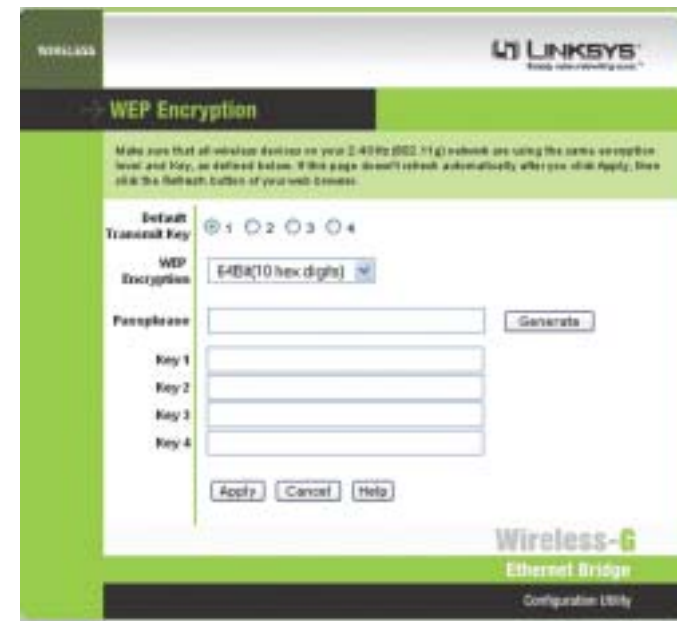 WIRELESS
LINKSYS
WEP Encryption
Make sure that all wireless devices on your 2.4GHz (802.11g) network are using the same encryption
level and Key, as defined below. If this page doesn't refresh automatically after you click Apply, then
click the Refresh button of your web browser.
Default
Transmit Key
1 2 3 4
WEP
Encryption
64Bit(10 hex digits)
Passphrase
Generate
Key 1
Key 2
Key 3
Key 4
Apply Cancel Help
Wireless-G
Ethernet Bridge
Configuration Utility